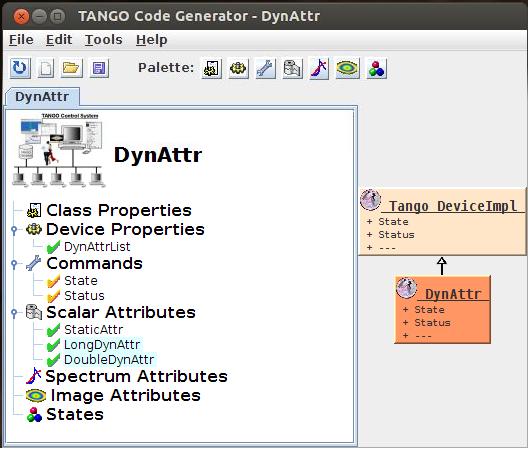 TANGO Code Generator - DynAttr
File Edit Tools Help
Palette:
DynAttr
TANGO Control System
DynAttr
Class Properties
Device Properties
DynAttrList
Commands
State
Status
Scalar Attributes
StaticAttr
LongDynAttr
DoubleDynAttr
Spectrum Attributes
Image Attributes
States
Tango DeviceImpl
+ State
+ Status
+ ---
DynAttr
+ State
+ Status
+ ---